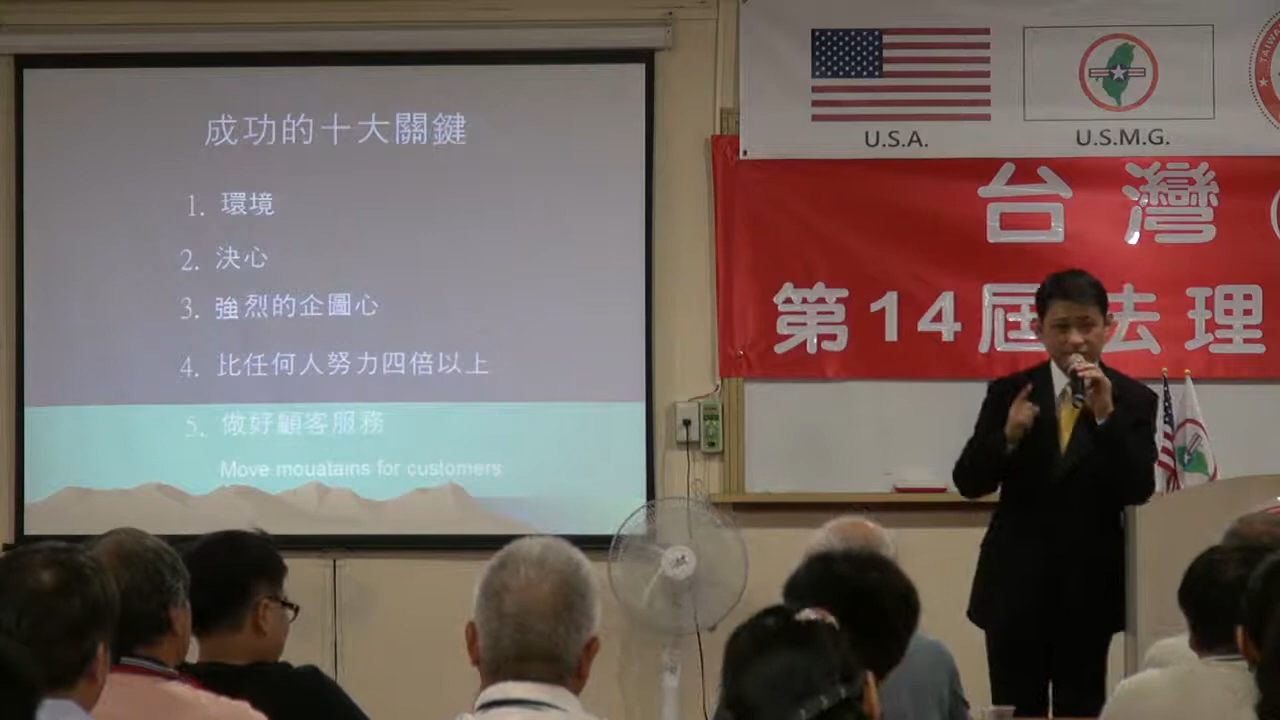 成功的十大關鍵
1. 環境
2. 決心
3. 強烈的企圖心
4. 比任何人努力四倍以上
5. 做好顧客服務
Move mouatains for customers
U.S.A.
U.S.M.G.
TAIWA
台灣
第14屆法理